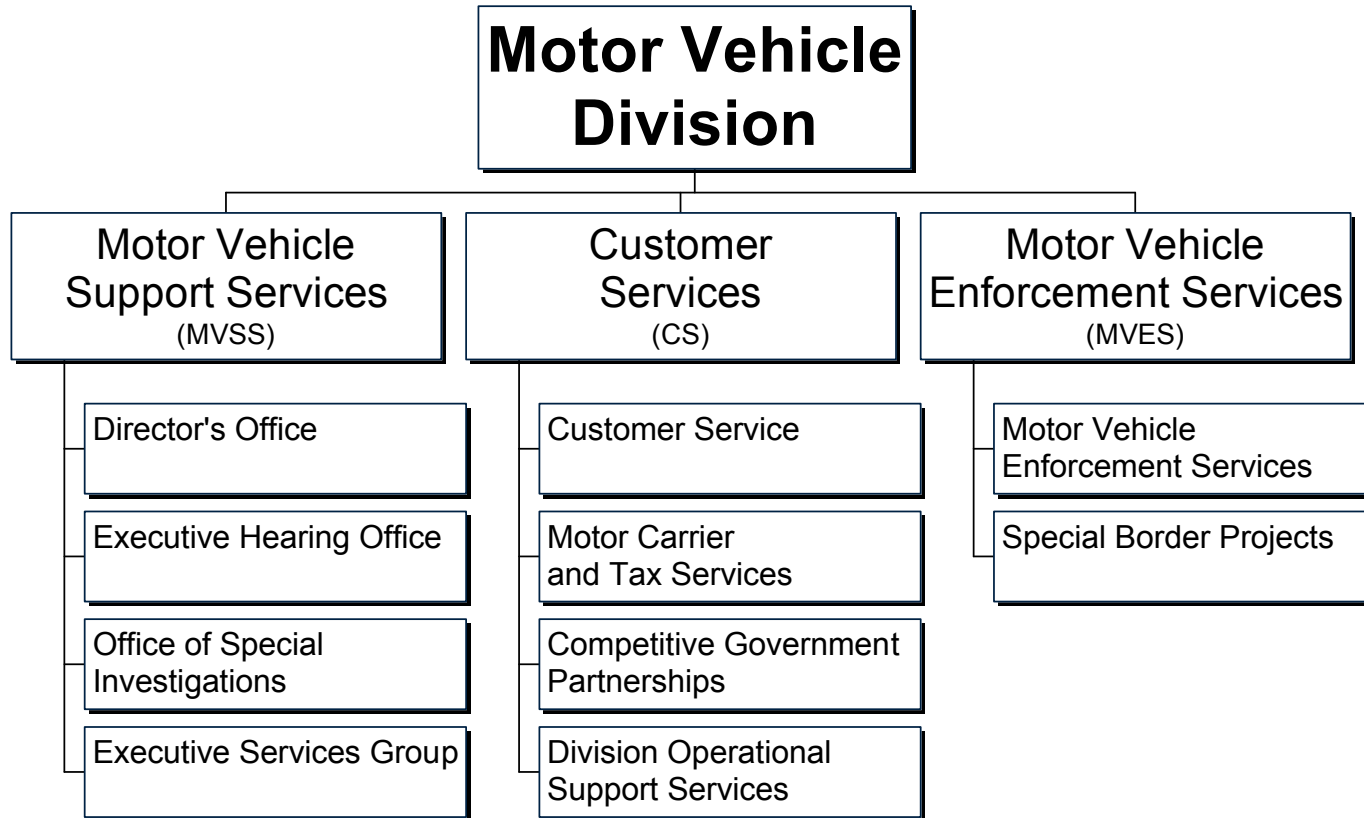 Motor Vehicle
Division
Motor Vehicle
Support Services
(MVSS)
Customer
Services
(CS)
Motor Vehicle
Enforcement Services
(MVES)
Director's Office
Executive Hearing Office
Office of Special
Investigations
Executive Services Group
Customer Service
Motor Carrier
and Tax Services
Competitive Government
Partnerships
Division Operational
Support Services
Motor Vehicle
Enforcement Services
Special Border Projects